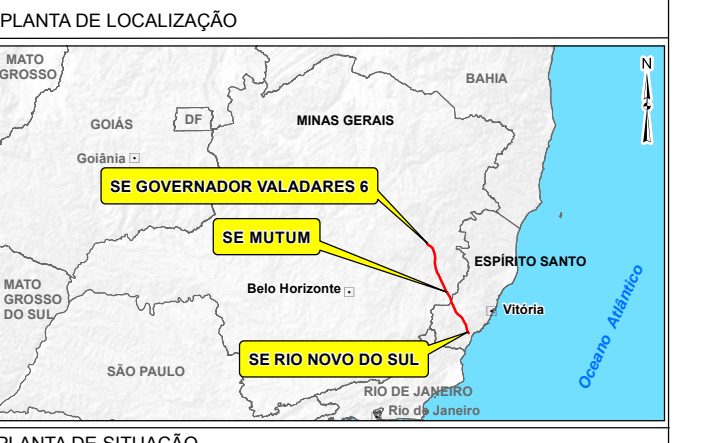 PLANTA DE LOCALIZAÇÃO
MATO
GROSSO
BAHIA
N
GOIÁS
DF
MINAS GERAIS
Goiânia
SE GOVERNADOR VALADARES 6
SE MUTUM
ESPÍRITO SANTO
MATO
GROSSO
DO SUL
Belo Horizonte
Vitória
Oceano Atlântico
SE RIO NOVO DO SUL
SÃO PAULO
RIO DE JANEIRO
Rio de Janeiro
PLANTA DE SITUAÇÃO